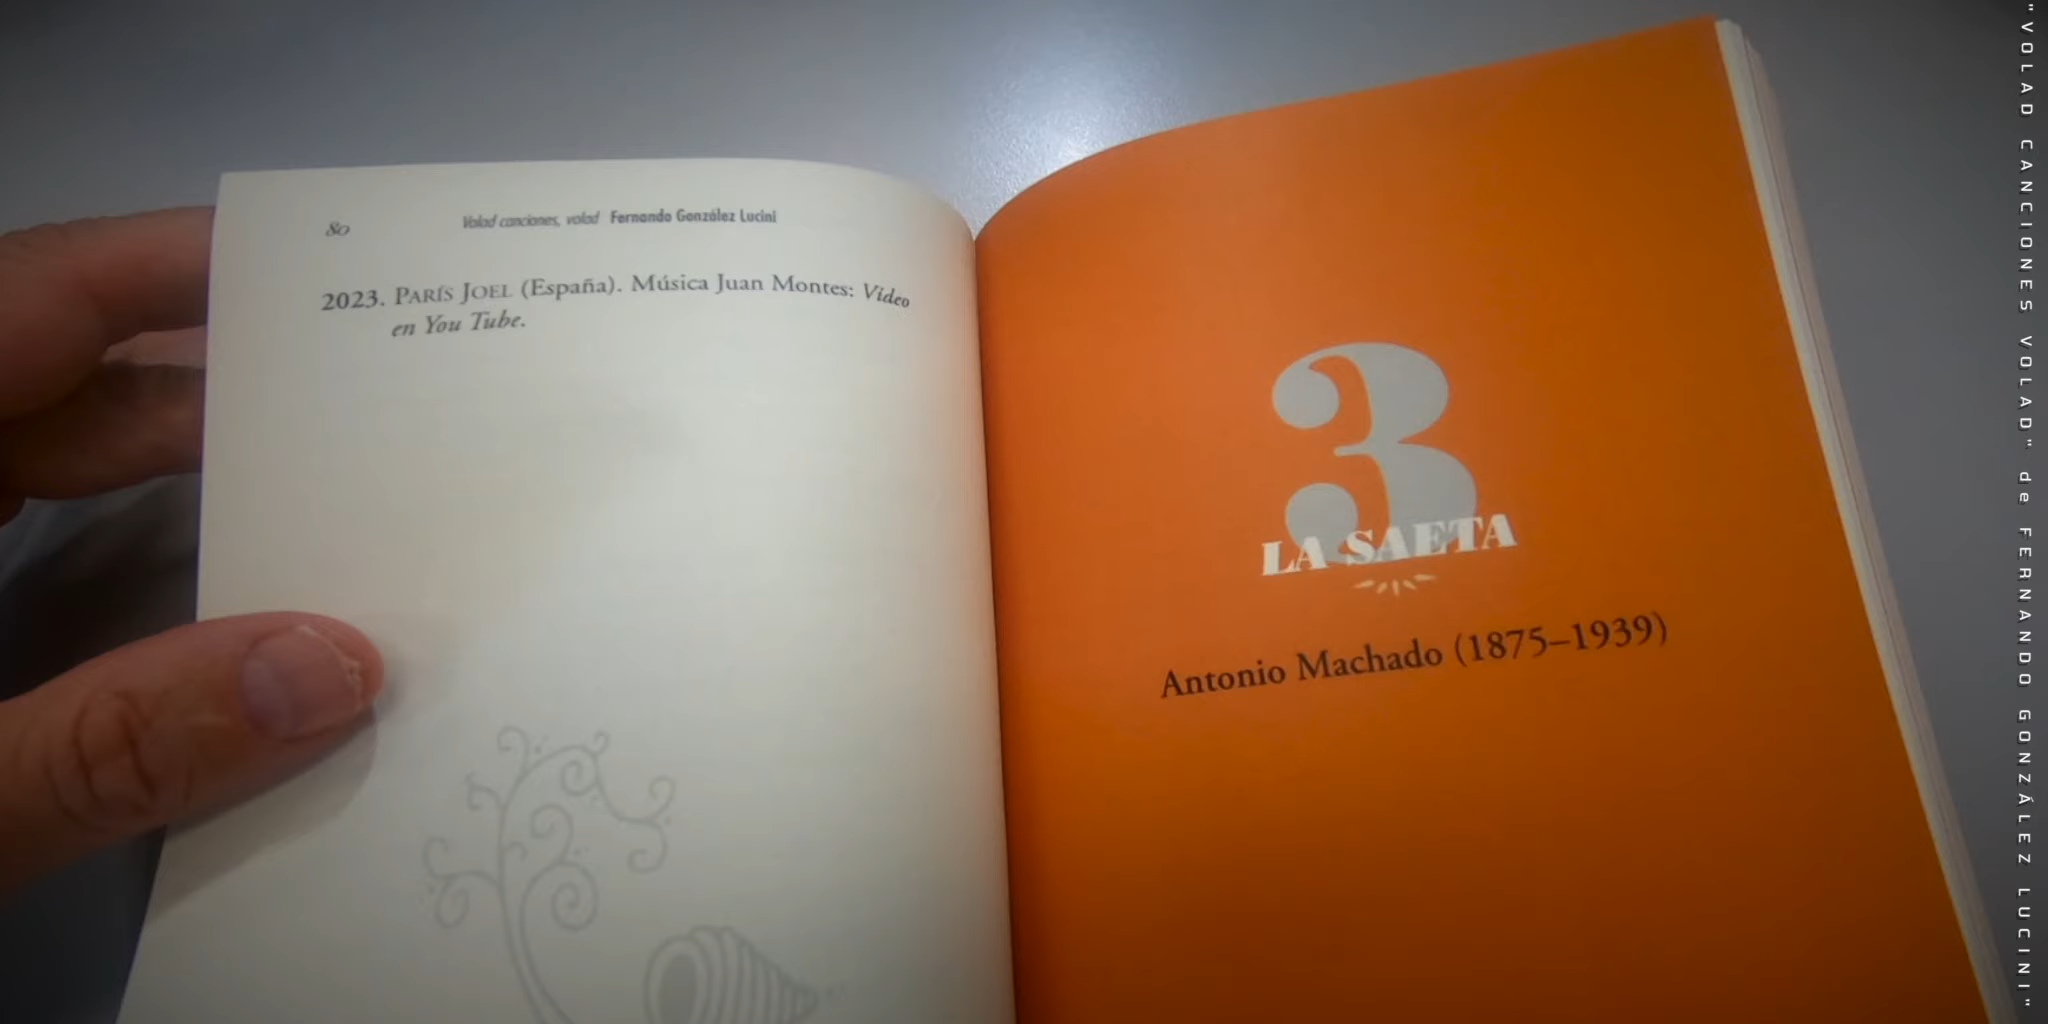 80
Volad canciones, volad Fernando González Lucini
2023. PARÍS JOEL (España). Música Juan Montes: Vídeo
en You Tube.
3
LA SAETA
Antonio Machado (1875–1939)
"VOLAD CANCIONES VOLAD" de FERNANDO GONZÁLEZ LUCINI"